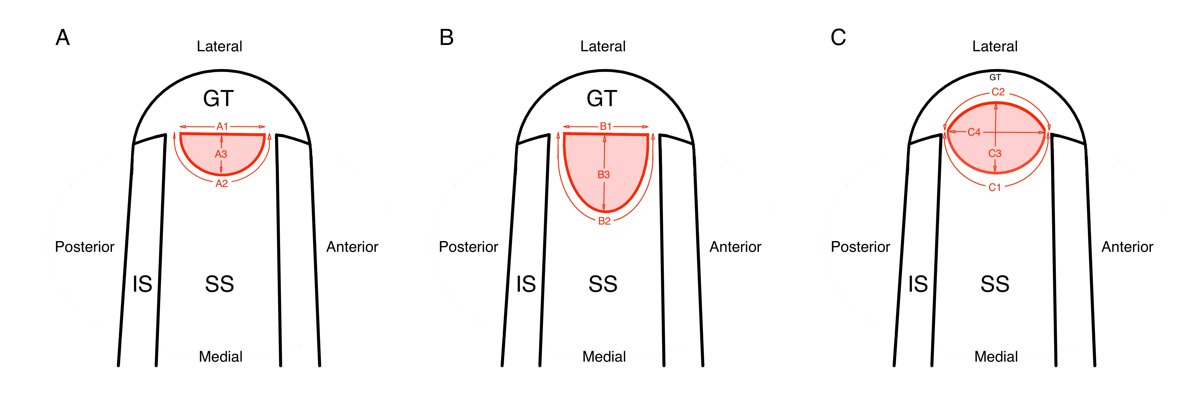 A
Lateral
GT
A1
A3
A2
Posterior
Anterior
IS
SS
Medial
B
Lateral
GT
B1
B3
B2
Posterior
Anterior
IS
SS
Medial
C
Lateral
GT
C2
C4
C3
C1
Posterior
Anterior
IS
SS
Medial